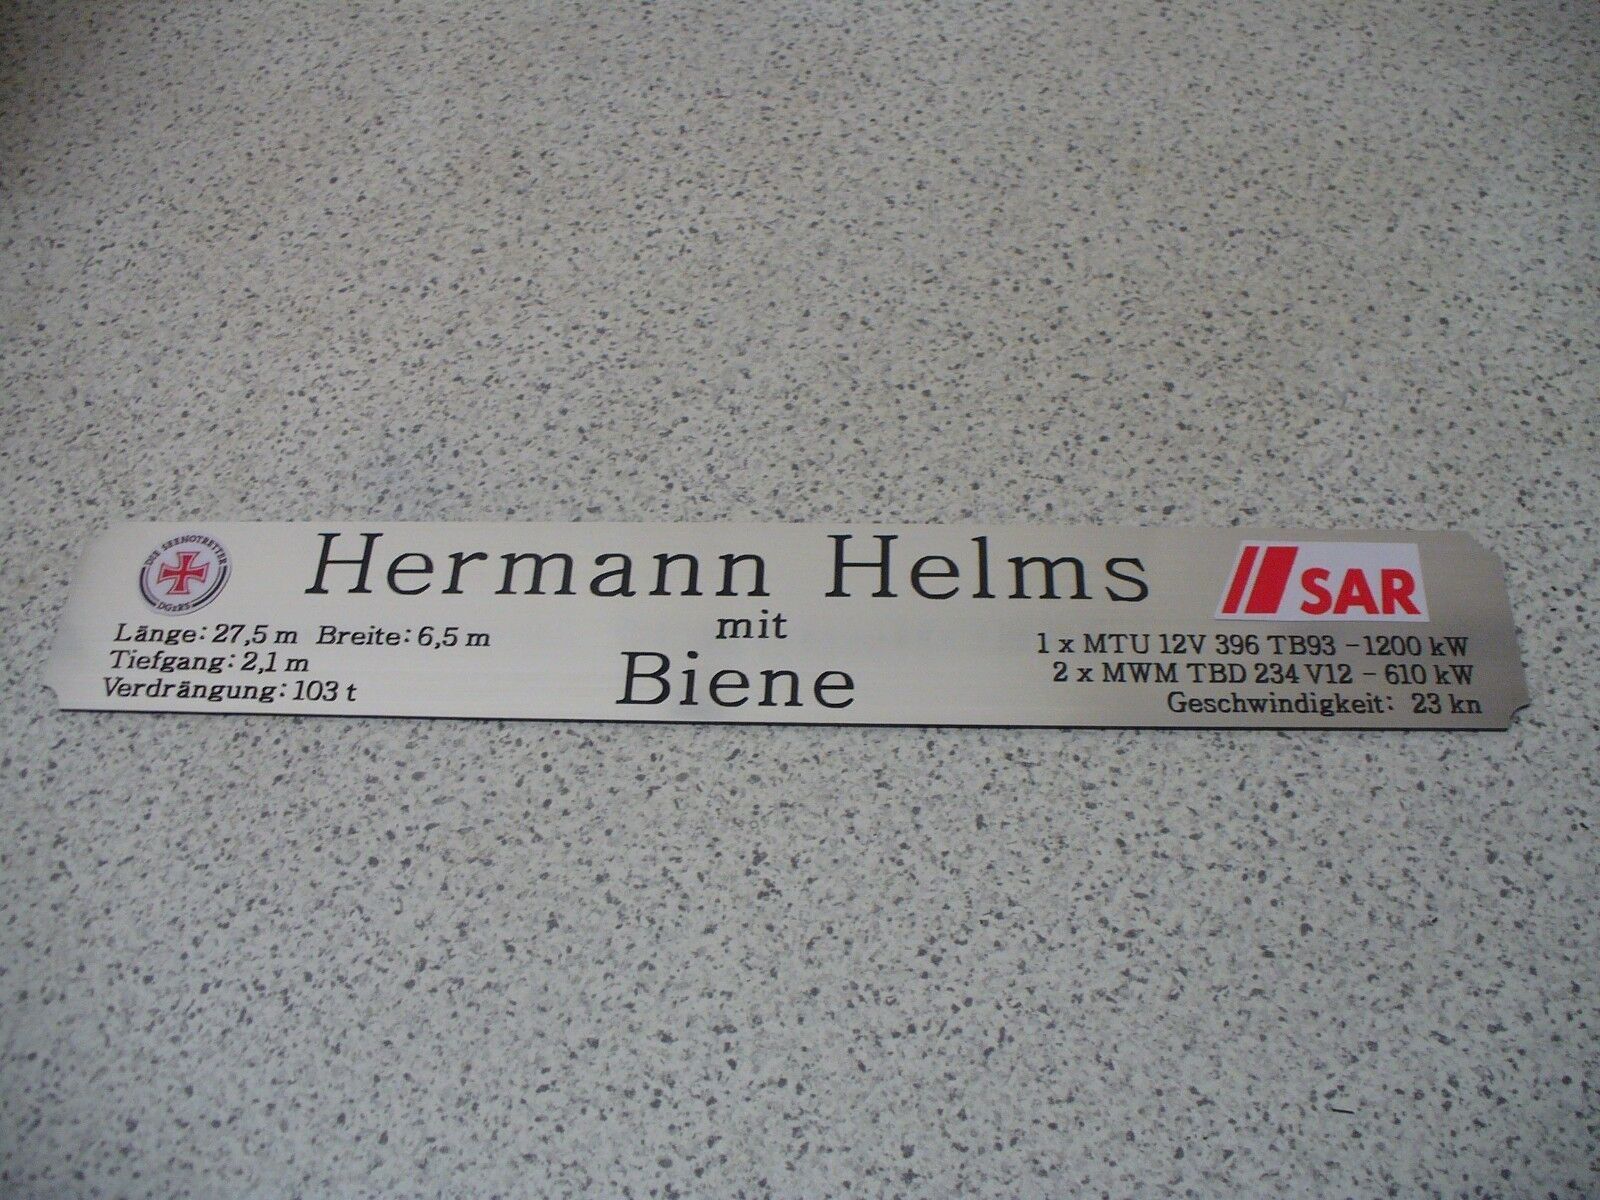 DIE SEENOTRETTER
DGzRS
Hermann Helms
mit
Biene
SAR
Länge: 27,5 m Breite: 6,5 m
Tiefgang: 2,1 m
Verdrängung: 103 t
1 x MTU 12V 396 TB93 - 1200 kW
2 x MWM TBD 234 V12 - 610 kW
Geschwindigkeit: 23 kn